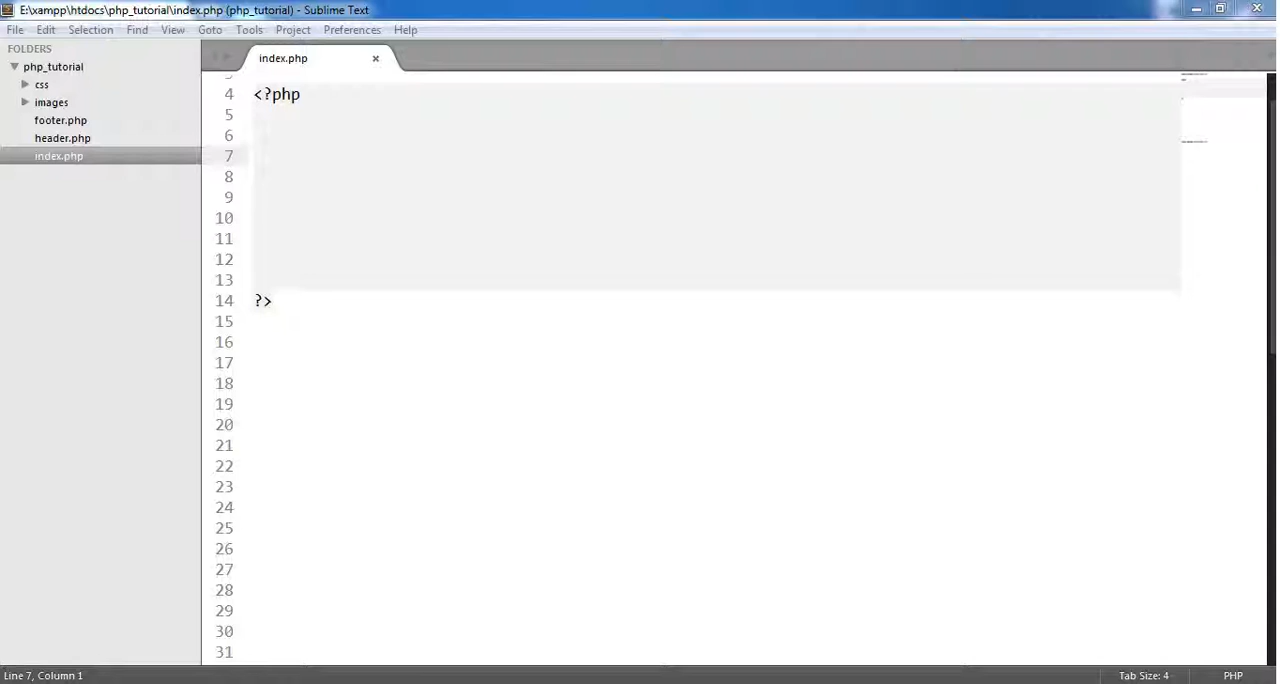 E:\xampp\htdocs\php_tutorial\index.php (php_tutorial) - Sublime Text
File Edit Selection Find View Goto Tools Project Preferences Help
FOLDERS
php_tutorial
css
images
footer.php
header.php
index.php
index.php
4 <?php
5
6
7
8
9
10
11
12
13
14 ?>
15
16
17
18
19
20
21
22
23
24
25
26
27
28
29
30
31
Line 7, Column 1 Tab Size: 4 PHP